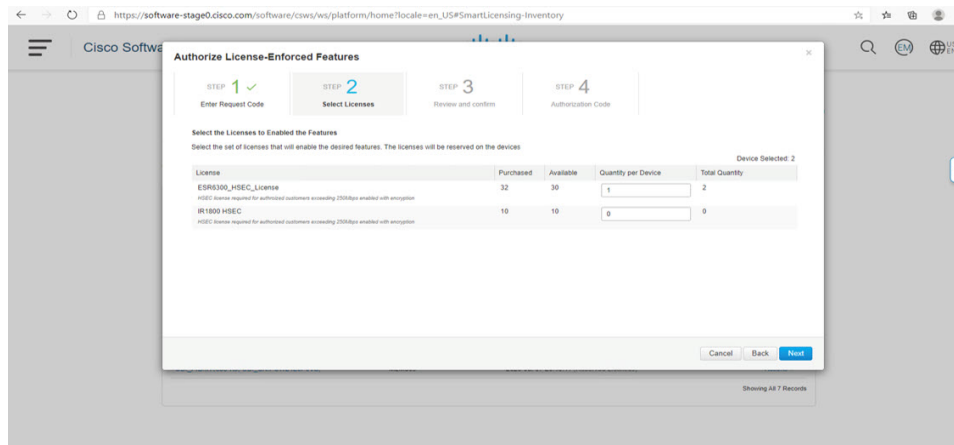 https://software-stage0.cisco.com/software/csws/ws/platform/home?locale=en_US#SmartLicensing-Inventory
Cisco Softwa
EM
Authorize License-Enforced Features
STEP 1
Enter Request Code
STEP 2
Select Licenses
STEP 3
Review and confirm
STEP 4
Authorization Code
Select the Licenses to Enabled the Features
Select the set of licenses that will enable the desired features. The licenses will be reserved on the devices
Device Selected: 2
License Purchased Available Quantity per Device Total Quantity
ESR6300_HSEC_License 32 30 1 2
HSEC license required for authorized customers exceeding 250Mbps enabled with encryption
IR1800 HSEC 10 10 0 0
HSEC license required for authorized customers exceeding 250Mbps enabled with encryption
Cancel Back Next
Showing All 7 Records